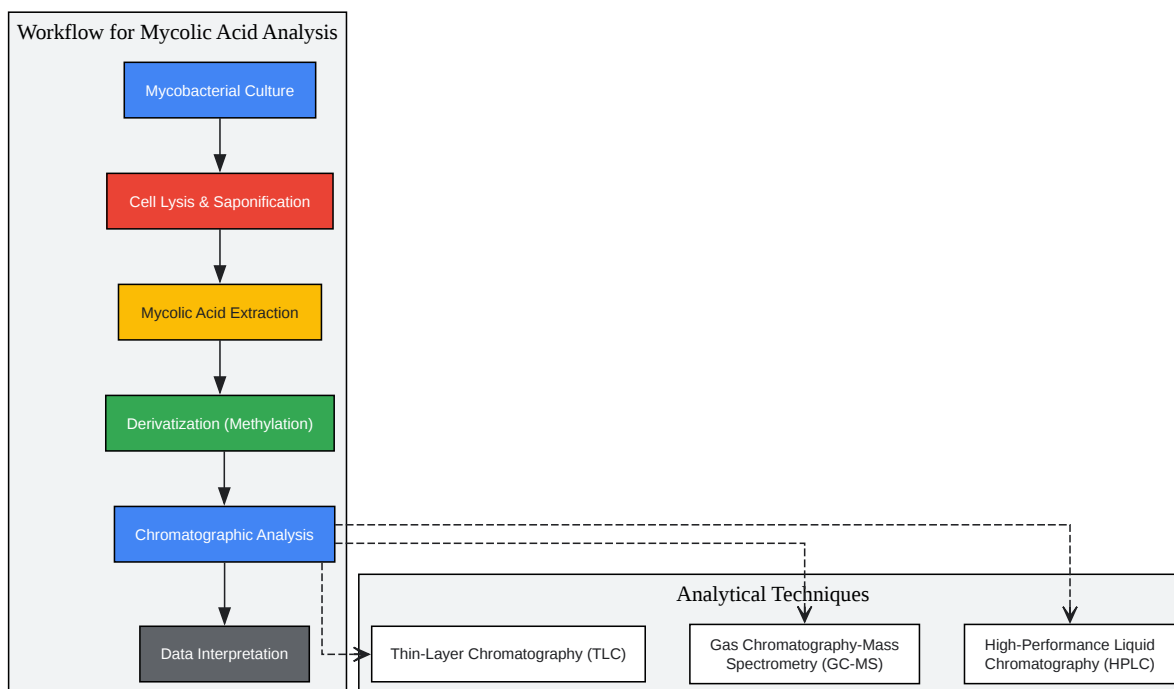 Workflow for Mycolic Acid Analysis
Mycobacterial Culture
Cell Lysis & Saponification
Mycolic Acid Extraction
Derivatization (Methylation)
Chromatographic Analysis
Data Interpretation
Analytical Techniques
Thin-Layer Chromatography (TLC)
Gas Chromatography-Mass
Spectrometry (GC-MS)
High-Performance Liquid
Chromatography (HPLC)